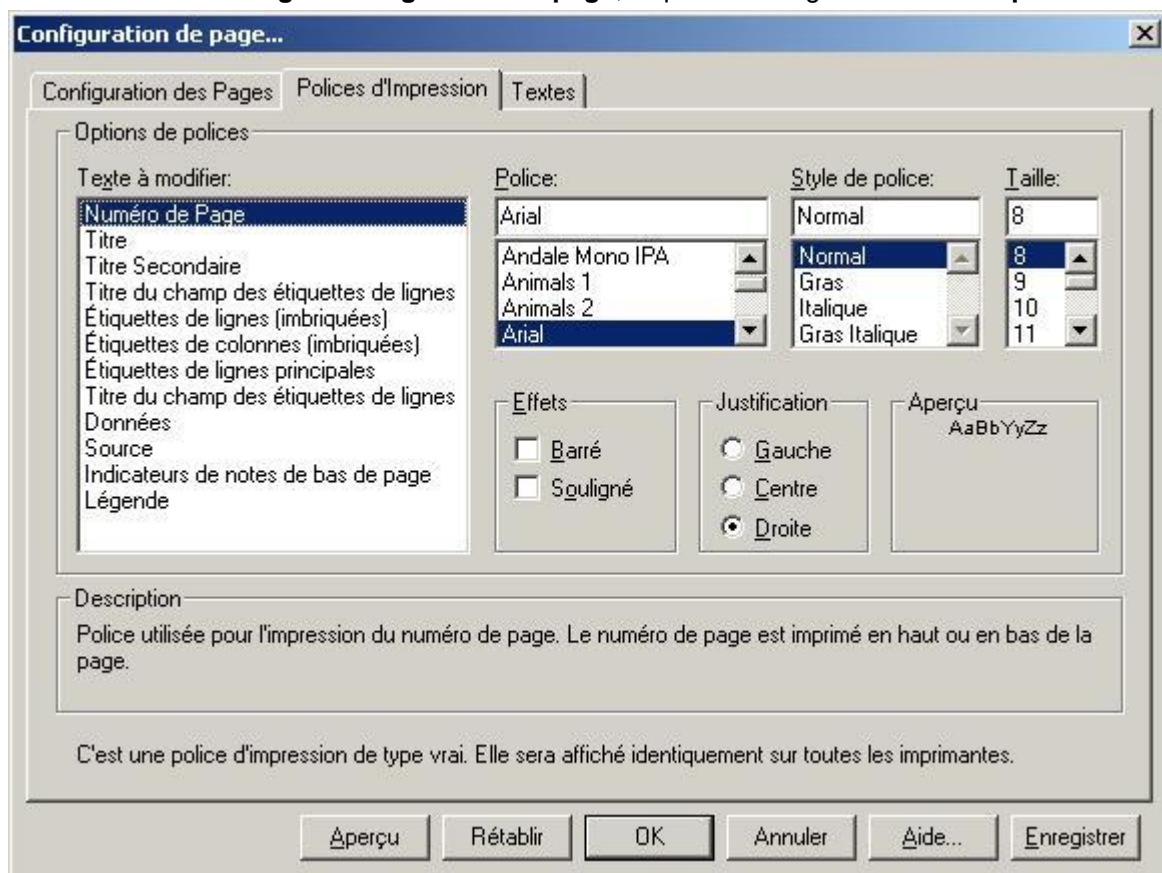 Configuration de page...
Configuration des Pages Polices d'Impression Textes
Options de polices
Texte à modifier:
Numéro de Page
Titre
Titre Secondaire
Titre du champ des étiquettes de lignes
Étiquettes de lignes (imbriquées)
Étiquettes de colonnes (imbriquées)
Étiquettes de lignes principales
Titre du champ des étiquettes de lignes
Données
Source
Indicateurs de notes de bas de page
Légende
Police:
Arial
Andale Mono IPA
Animals 1
Animals 2
Arial
Style de police:
Normal
Normal
Gras
Italique
Gras Italique
Taille:
8
8
9
10
11
Effets
Barré
Souligné
Justification
Gauche
Centre
Droite
Aperçu
AaBbYyZz
Description
Police utilisée pour l'impression du numéro de page. Le numéro de page est imprimé en haut ou en bas de la
page.
C'est une police d'impression de type vrai. Elle sera affiché identiquement sur toutes les imprimantes.
Aperçu Rétablir OK Annuler Aide... Enregistrer